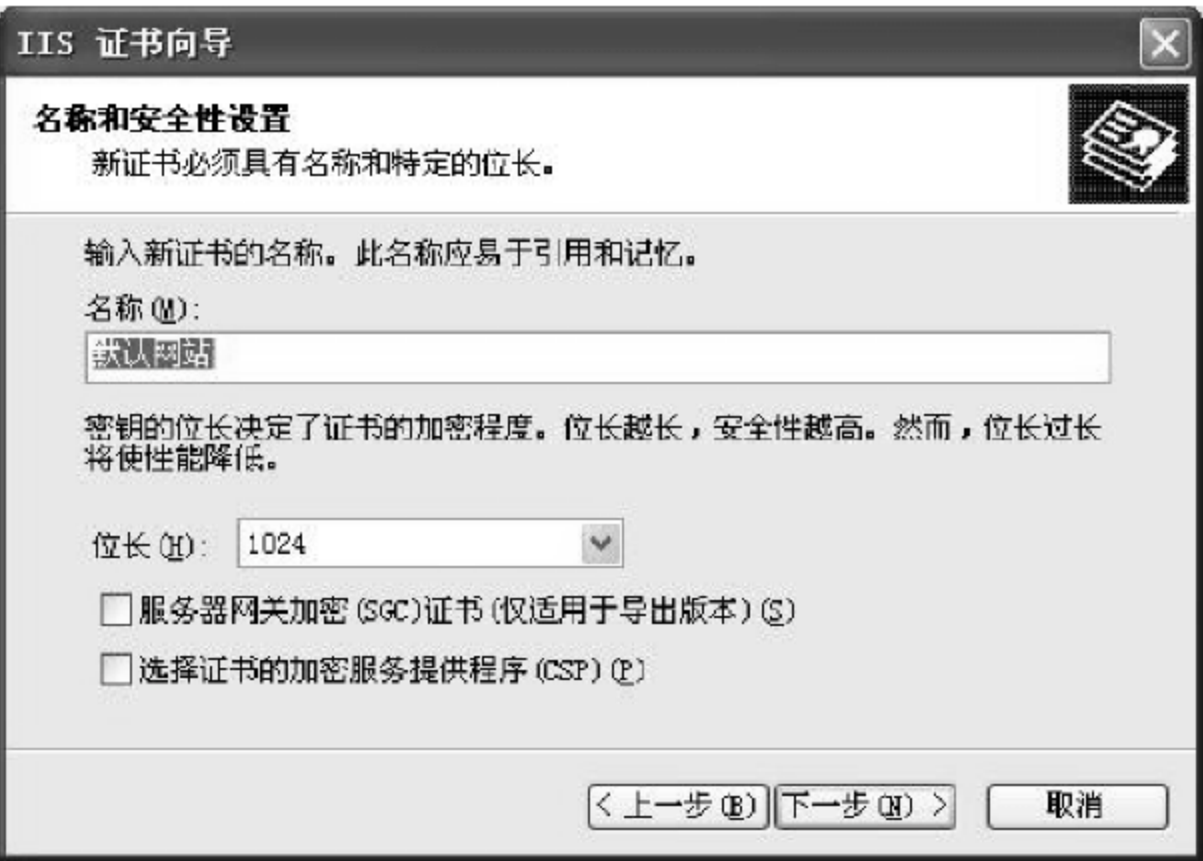 IIS 证书向导
名称和安全性设置
新证书必须具有名称和特定的位长。
输入新证书的名称。此名称应易于引用和记忆。
名称(M):
默认网站
密钥的位长决定了证书的加密程度。位长越长,安全性越高。然而,位长过长
将使性能降低。
位长(H): 1024
服务器网关加密(SGC)证书(仅适用于导出版本)(S)
选择证书的加密服务提供程序(CSP)(P)
< 上一步(B) 下一步(N) > 取消